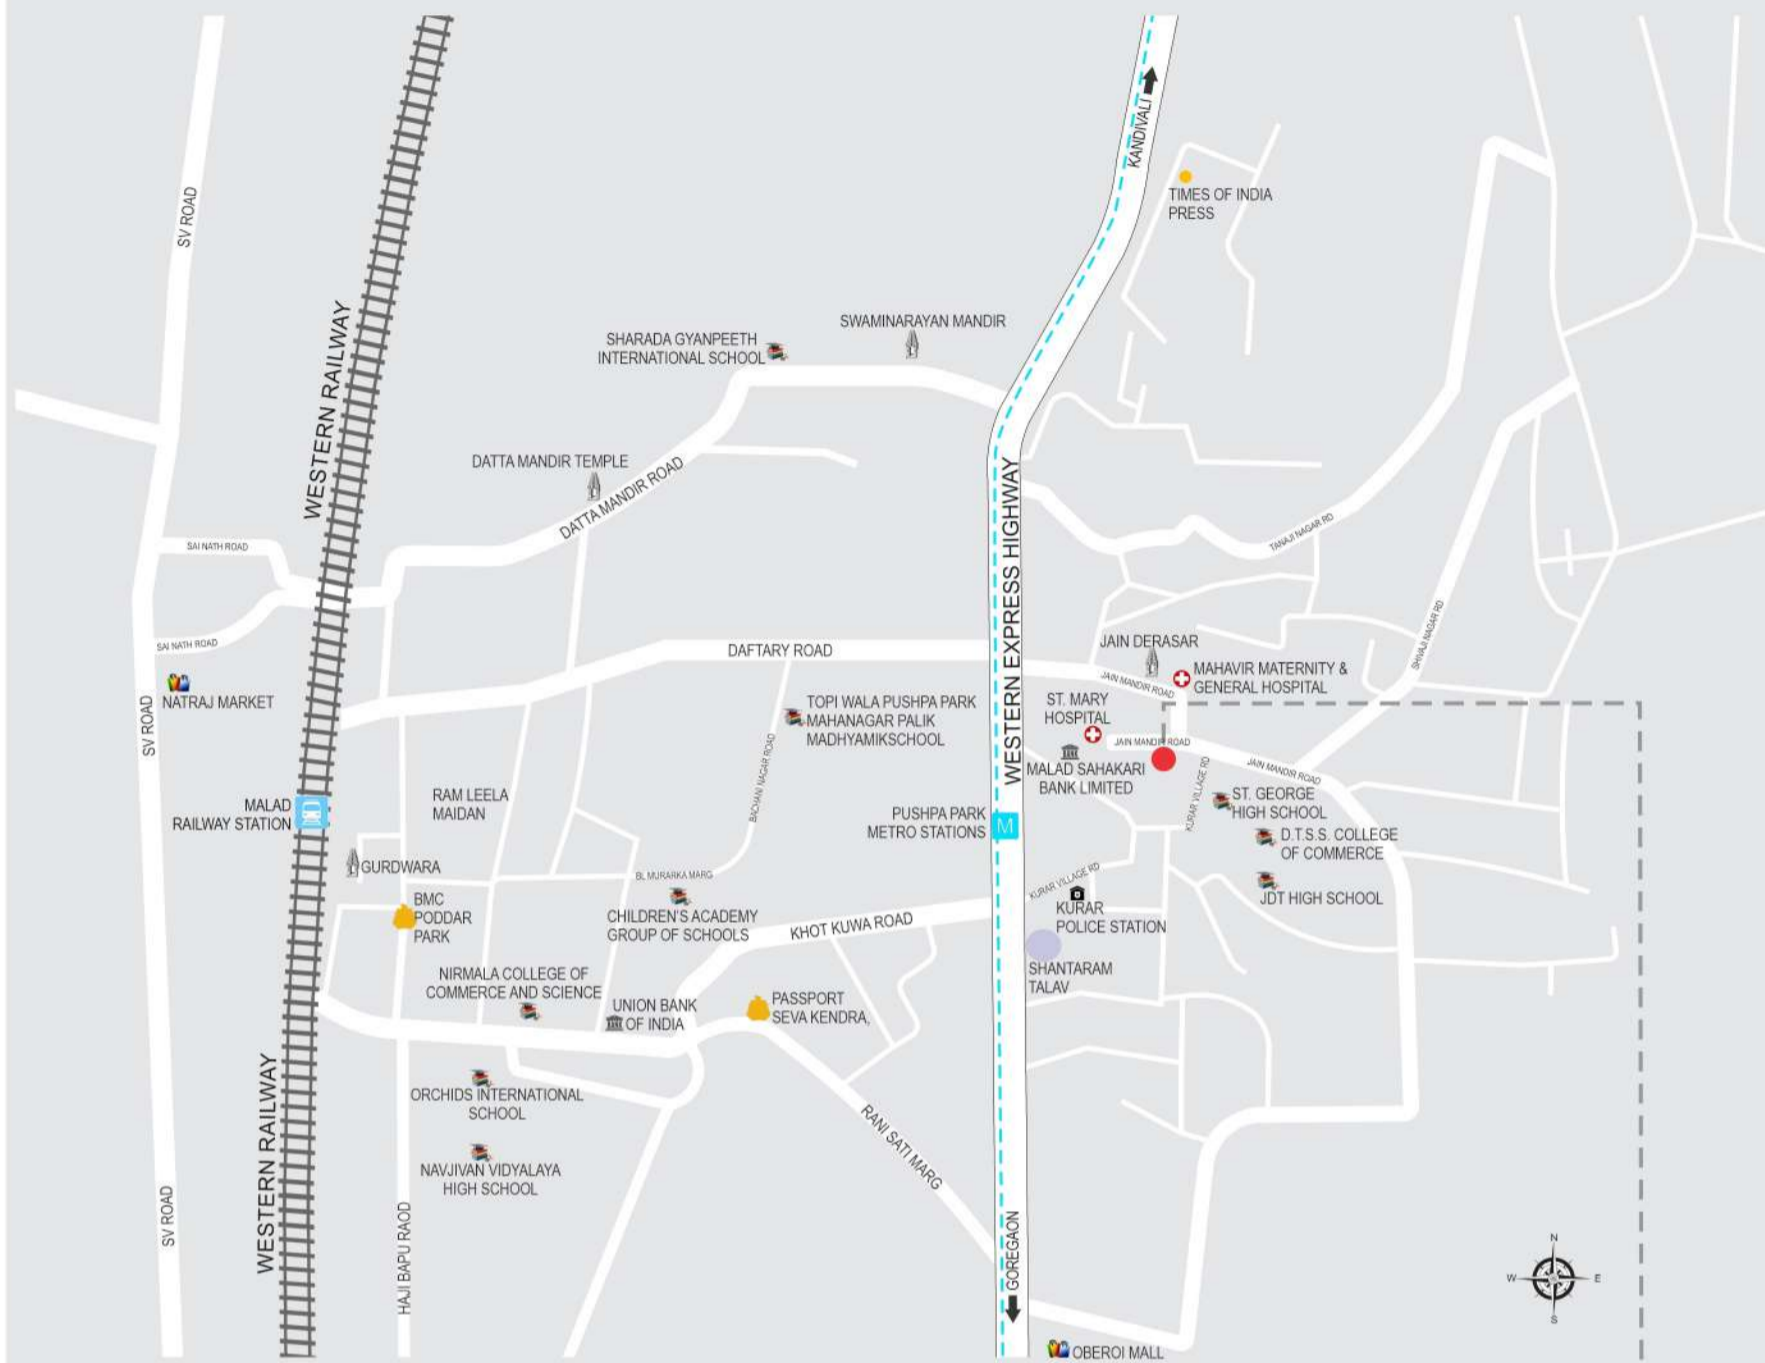 KANDIVALI
TIMES OF INDIA
PRESS
SV ROAD
WESTERN RAILWAY
SWAMINARAYAN MANDIR
SHARADA GYANPEETH
INTERNATIONAL SCHOOL
DATTA MANDIR TEMPLE
DATTA MANDIR ROAD
WESTERN EXPRESS HIGHWAY
TANAJI NAGAR RD
SAI NATH ROAD
SAI NATH ROAD
SHIVAJI NAGAR RD
DAFTARY ROAD
JAIN DERASAR
JAIN MANDIR ROAD
MAHAVIR MATERNITY &
GENERAL HOSPITAL
NATRAJ MARKET
SV ROAD
TOPI WALA PUSHPA PARK
MAHANAGAR PALIK
MADHYAMIKSCHOOL
ST. MARY
HOSPITAL
JAIN MANDIR ROAD
JAIN MANDIR ROAD
MALAD SAHAKARI
BANK LIMITED
BACHANI NAGAR ROAD
KURAR VILLAGE RD
MALAD
RAILWAY STATION
RAM LEELA
MAIDAN
PUSHPA PARK
METRO STATIONS
M
ST. GEORGE
HIGH SCHOOL
D.T.S.S. COLLEGE
OF COMMERCE
GURDWARA
BL MURARKA MARG
KURAR VILLAGE RD
JDT HIGH SCHOOL
BMC
PODDAR
PARK
CHILDREN'S ACADEMY
GROUP OF SCHOOLS
KHOT KUWA ROAD
KURAR
POLICE STATION
SHANTARAM
TALAV
NIRMALA COLLEGE OF
COMMERCE AND SCIENCE
UNION BANK
OF INDIA
PASSPORT
SEVA KENDRA,
WESTERN RAILWAY
ORCHIDS INTERNATIONAL
SCHOOL
RANI SATI MARG
NAVJIVAN VIDYALAYA
HIGH SCHOOL
SV ROAD
HAJI BAPU RAOD
GOREGAON
N
W
E
S
OBEROI MALL